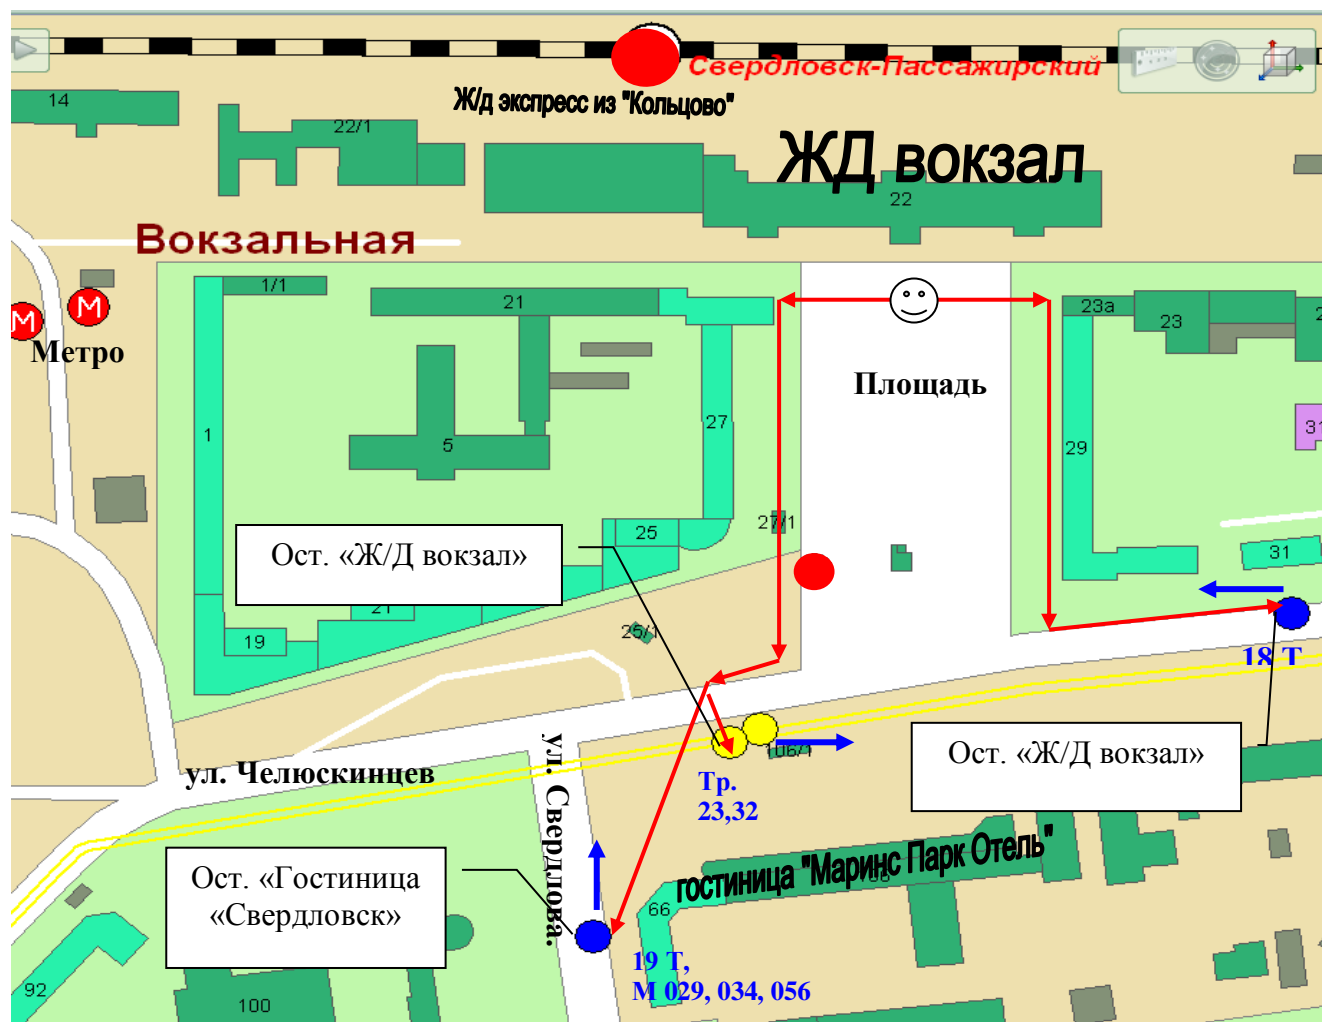 Свердловск-Пассажирский
Ж/д экспресс из "Кольцово"
14
22/1
ЖД вокзал
22
Вокзальная
М
М
Метро
1/1
21
23а
23
Площадь
1
5
27
29
31
25
27/1
31
Ост. «Ж/Д вокзал»
21
19
25/1
18 Т
ул. Челюскинцев
ул. Свердлова.
106/1
Ост. «Ж/Д вокзал»
Тр.
23,32
гостиница "Маринс Парк Отель"
Ост. «Гостиница
«Свердловск»
66
19 Т,
М 029, 034, 056
92
100